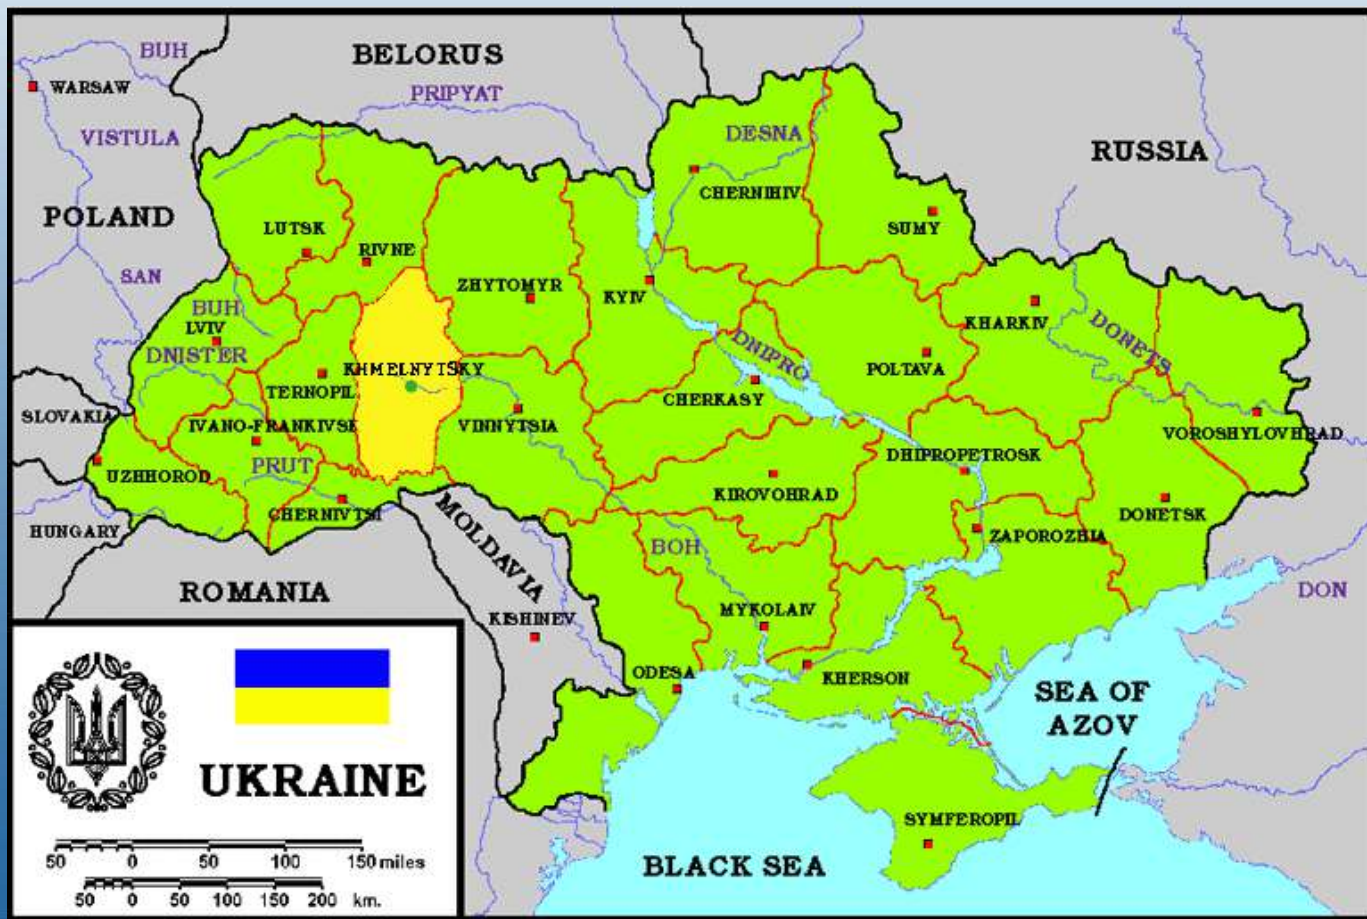 BUH
BELORUS
WARSAW
PRIPYAT
VISTULA
DESNA
RUSSIA
CHERNIHIV
POLAND
LUTSK
SUMY
RIVNE
SAN
ZHYTOMYR
KYIV
BUH
LVIV
KHARKIV
DONETS
DNIPRO
DNISTER
KHMELNYTSKY
POLTAVA
TERNOPIL
CHERKASY
SLOVAKIA
IVANO-FRANKIVSK
VINNYTSIA
VOROSHYLOVHRAD
PRUT
UZHHOROD
DHIPROPETROSK
KIROVOHRAD
CHERNIVTSI
DONETSK
HUNGARY
MOLDAVIA
BOH
ZAPOROZHIA
ROMANIA
DON
MYKOLAIV
KISHINEV
ODESA
KHERSON
SEA OF
AZOV
UKRAINE
SYMFEROPIL
BLACK SEA
50 0 50 100 150 miles
50 0 50 100 150 200 km.